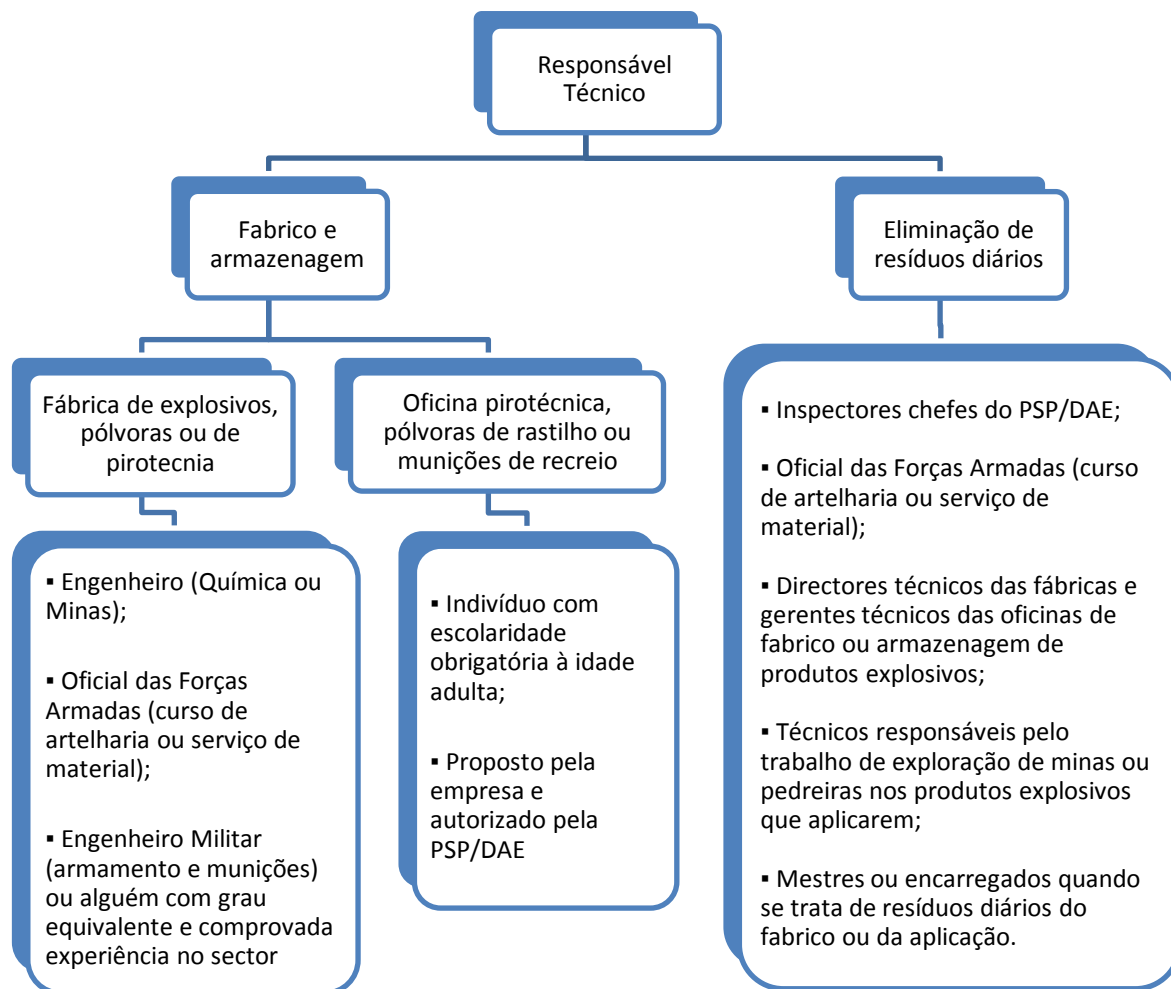 Responsável
Técnico
Fabrico e
armazenagem
Eliminação de
resíduos diários
Fábrica de explosivos,
pólvoras ou de
pirotecnia
Oficina pirotécnica,
pólvoras de rastilho ou
munições de recreio
▪ Engenheiro (Química ou
Minas);
▪ Oficial das Forças
Armadas (curso de
artelharia ou serviço de
material);
▪ Engenheiro Militar
(armamento e munições)
ou alguém com grau
equivalente e comprovada
experiência no sector
▪ Indivíduo com
escolaridade
obrigatória à idade
adulta;
▪ Proposto pela
empresa e
autorizado pela
PSP/DAE
▪ Inspectores chefes do PSP/DAE;
▪ Oficial das Forças Armadas (curso
de artelharia ou serviço de
material);
▪ Directores técnicos das fábricas e
gerentes técnicos das oficinas de
fabrico ou armazenagem de
produtos explosivos;
▪ Técnicos responsáveis pelo
trabalho de exploração de minas ou
pedreiras nos produtos explosivos
que aplicarem;
▪ Mestres ou encarregados quando
se trata de resíduos diários do
fabrico ou da aplicação.